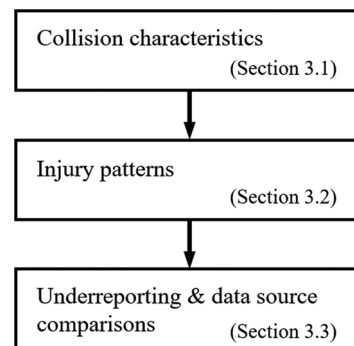 Collision characteristics
(Section 3.1)
Injury patterns
(Section 3.2)
Underreporting & data source
comparisons (Section 3.3)